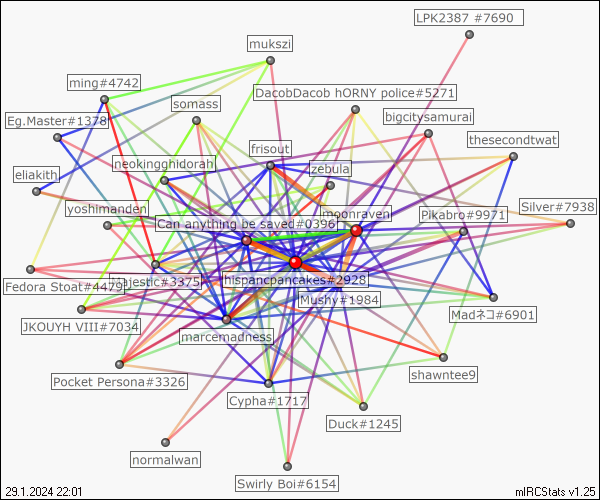 LPK2387 #7690
mukszi
ming#4742
DacobDacob hORNY police#5271
somass
bigcitysamurai
Eg.Master#1378
thesecondtwat
frisout
neokingghidorah
zebula
eliakith
yoshimanden
moonraven
Silver#7938
Pikabro#9971
Can anything be saved#0396
Fedora Stoat#4479
Majestic#3375
hispancpancakes#2928
Mushy#1984
Madネコ#6901
JKOUYH VIII#7034
marcemadness
shawntee9
Pocket Persona#3326
Cypha#1717
Duck#1245
normalwan
Swirly Boi#6154
29.1.2024 22:01
mIRCStats v1.25